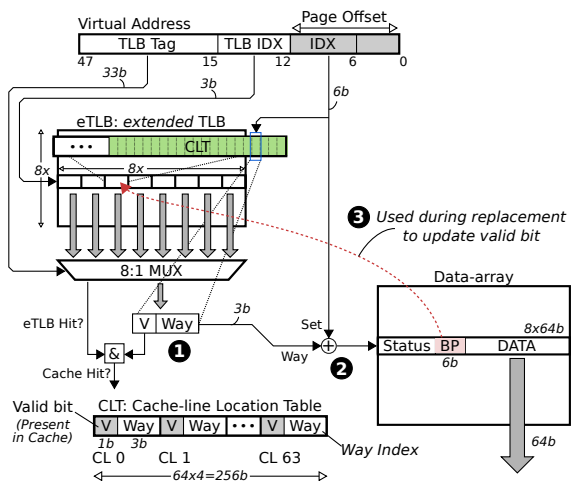 Virtual Address
Page Offset
TLB Tag TLB IDX IDX
47 15 12 6 0
33b
3b
6b
eTLB: extended TLB
••• CLT
8x
8x
3 Used during replacement
to update valid bit
8:1 MUX
Data-array
eTLB Hit?
V Way
3b
Set
8x64b
1
Way
+
2
Status BP DATA
6b
&
Cache Hit?
64b
Valid bit
(Present
in Cache)
CLT: Cache-line Location Table
V Way V Way ••• V Way
1b 3b
Way Index
CL 0 CL 1 CL 63
64x4=256b